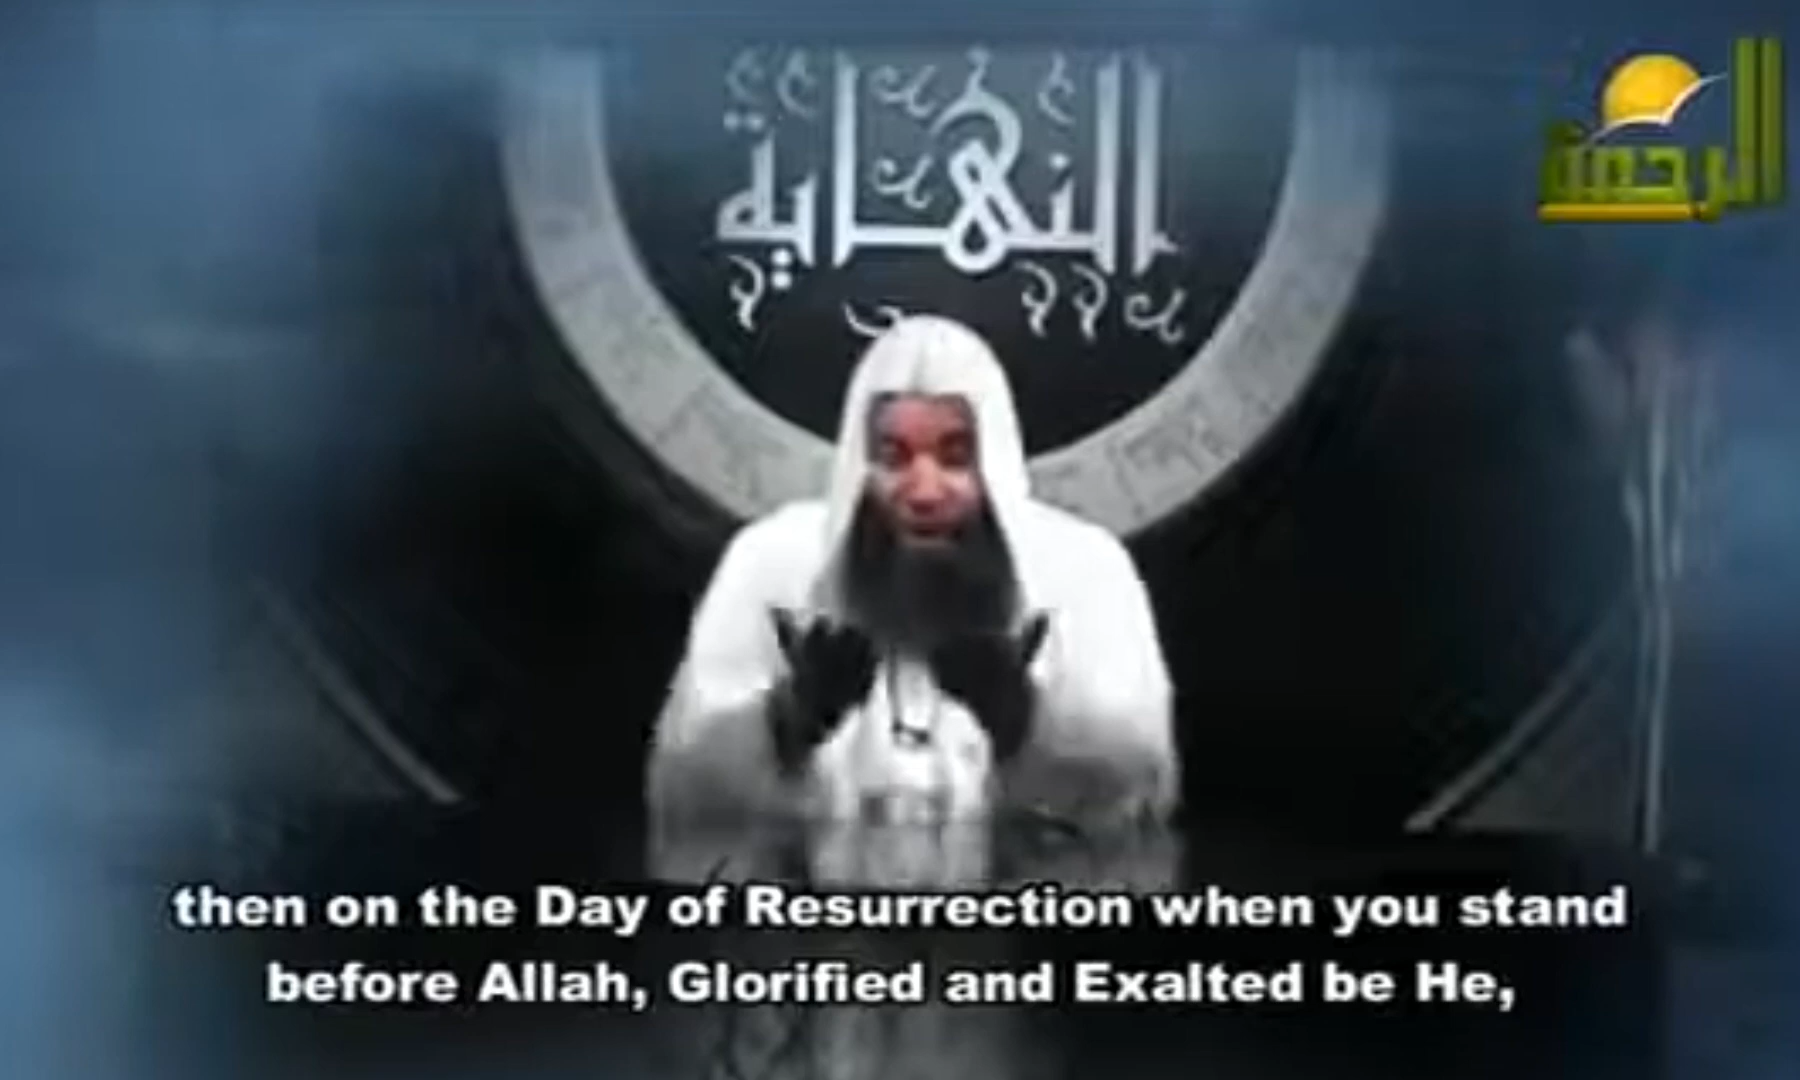 النهاية
الرحمة
then on the Day of Resurrection when you stand
before Allah, Glorified and Exalted be He,